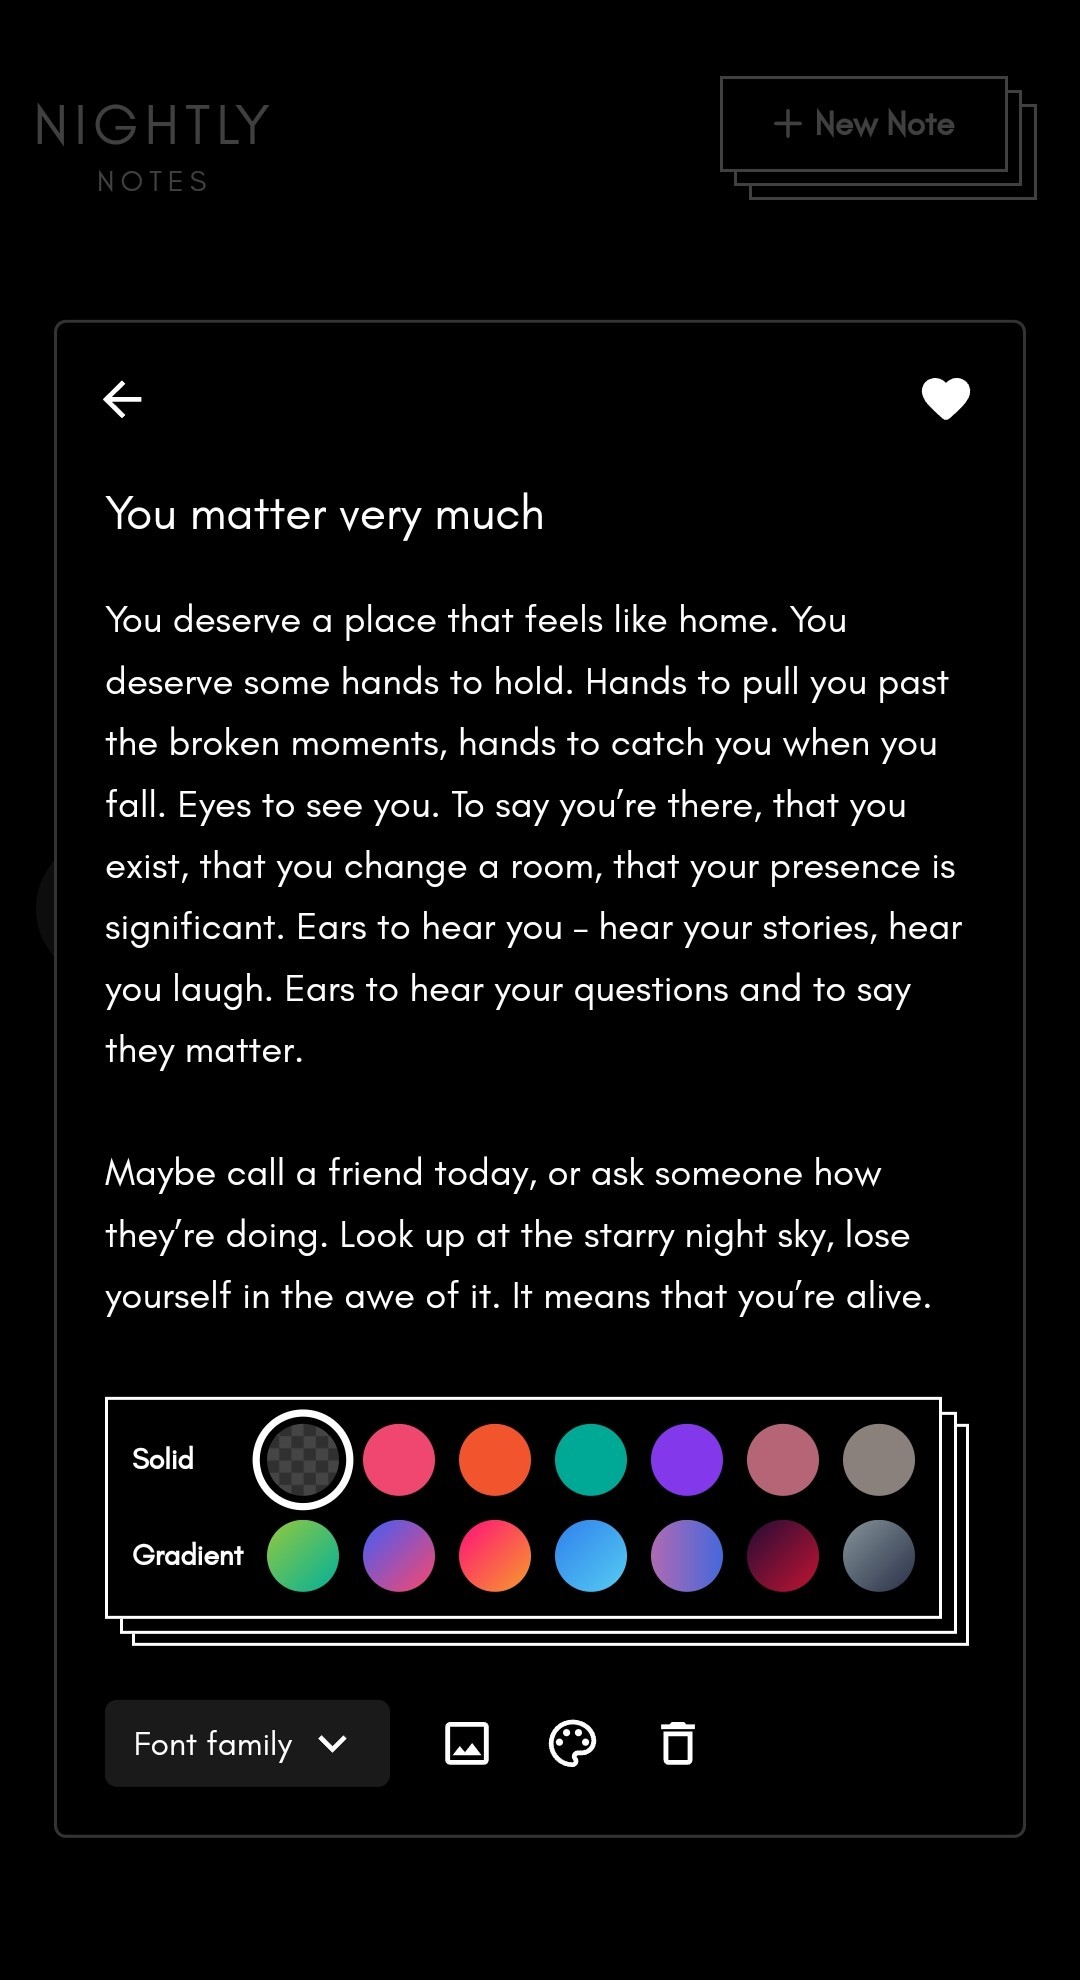 NIGHTLY
NOTES
+ New Note
You matter very much
You deserve a place that feels like home. You
deserve some hands to hold. Hands to pull you past
the broken moments, hands to catch you when you
fall. Eyes to see you. To say you’re there, that you
exist, that you change a room, that your presence is
significant. Ears to hear you – hear your stories, hear
you laugh. Ears to hear your questions and to say
they matter.
Maybe call a friend today, or ask someone how
they’re doing. Look up at the starry night sky, lose
yourself in the awe of it. It means that you’re alive.
Solid
Gradient
Font family